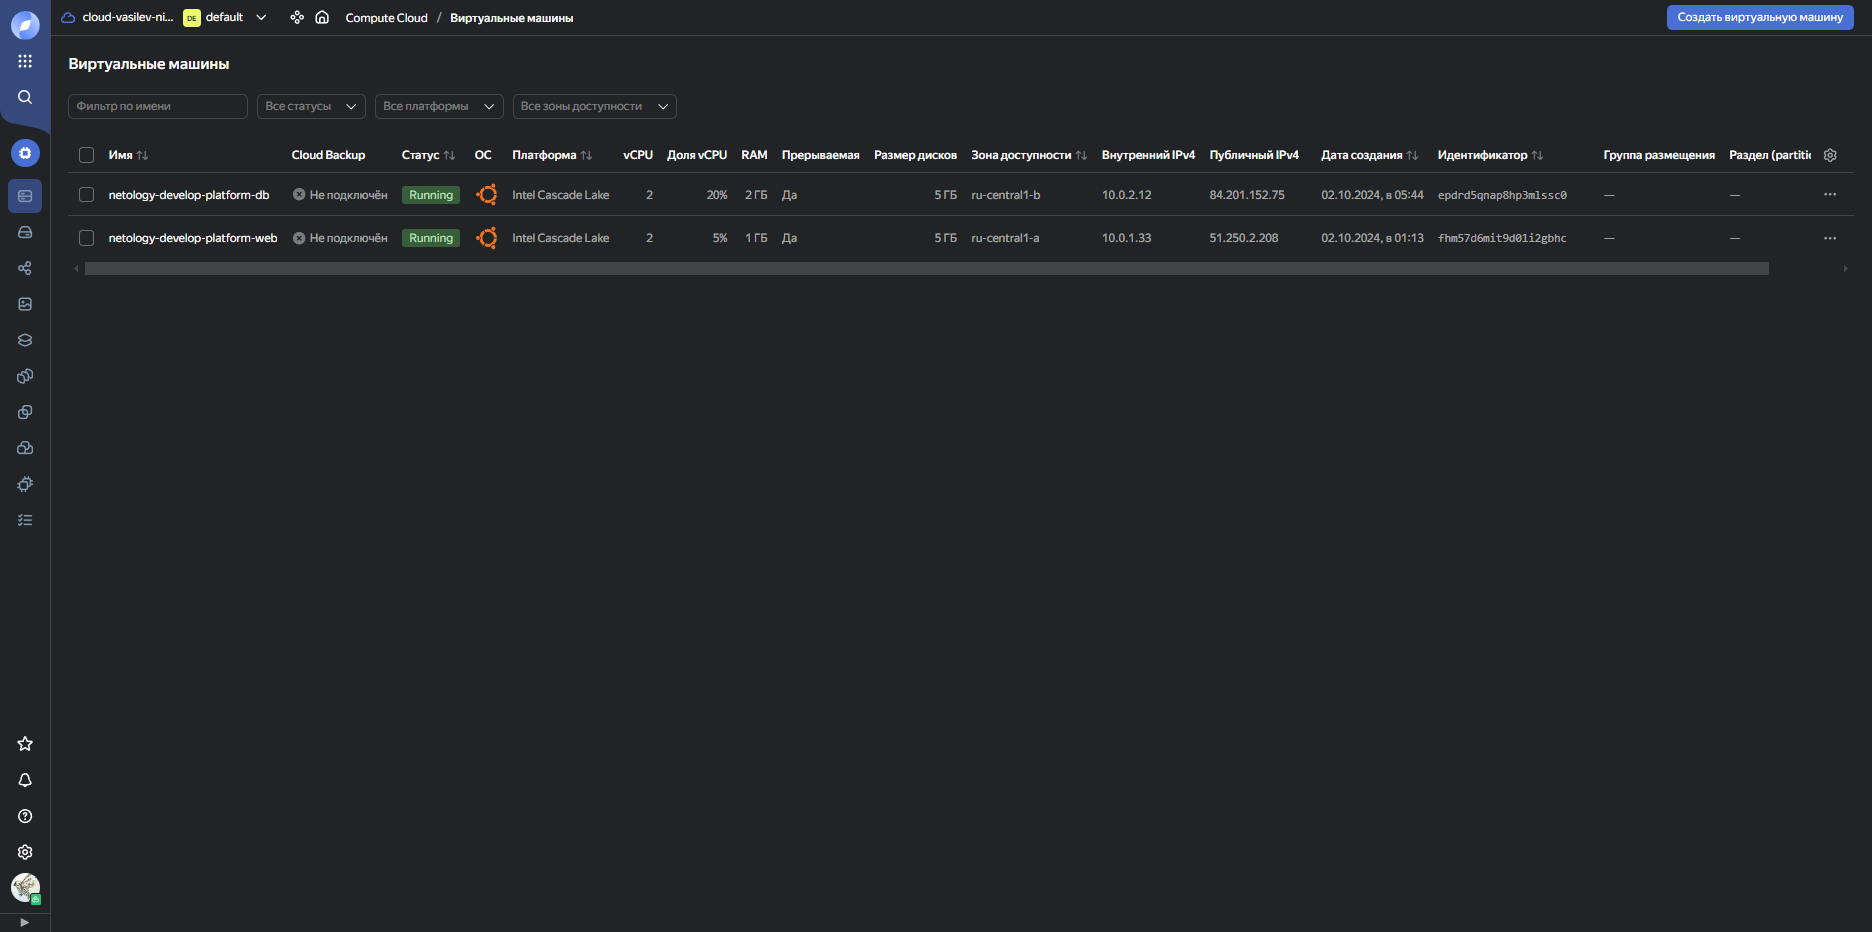 cloud-vasilev-ni... DE default Compute Cloud / Виртуальные машины Создать виртуальную машину
Виртуальные машины
Фильтр по имени Все статусы Все платформы Все зоны доступности
Имя Cloud Backup Статус ОС Платформа vCPU Доля vCPU RAM Прерываемая Размер дисков Зона доступности Внутренний IPv4 Публичный IPv4 Дата создания Идентификатор Группа размещения Раздел (partitic
netology-develop-platform-db Не подключён Running Intel Cascade Lake 2 20% 2 ГБ Да 5 ГБ ru-central1-b 10.0.2.12 84.201.152.75 02.10.2024, в 05:44 epdrd5qnap8hp3mlssc0 — —
netology-develop-platform-web Не подключён Running Intel Cascade Lake 2 5% 1 ГБ Да 5 ГБ ru-central1-a 10.0.1.33 51.250.2.208 02.10.2024, в 01:13 fhm57d6mit9d01i2gbhc — —